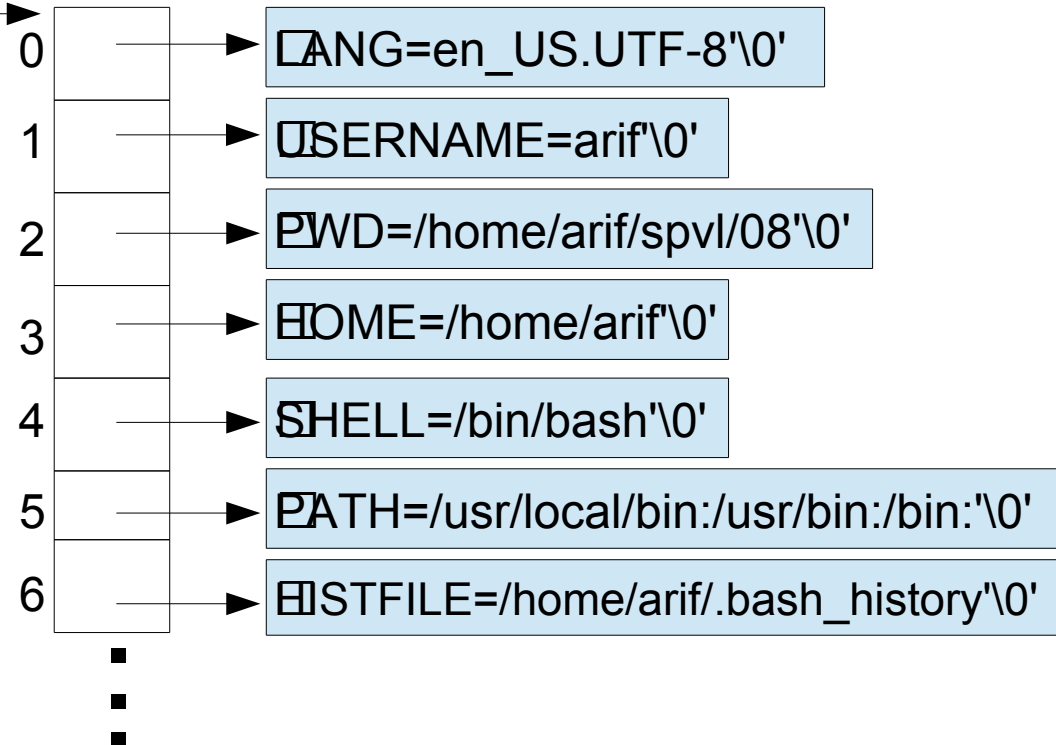 0 LANG=en_US.UTF-8'\0'
1 USERNAME=arif'\0'
2 PWD=/home/arif/spvl/08'\0'
3 HOME=/home/arif'\0'
4 SHELL=/bin/bash'\0'
5 PATH=/usr/local/bin:/usr/bin:/bin:'\0'
6 HISTFILE=/home/arif/.bash_history'\0'